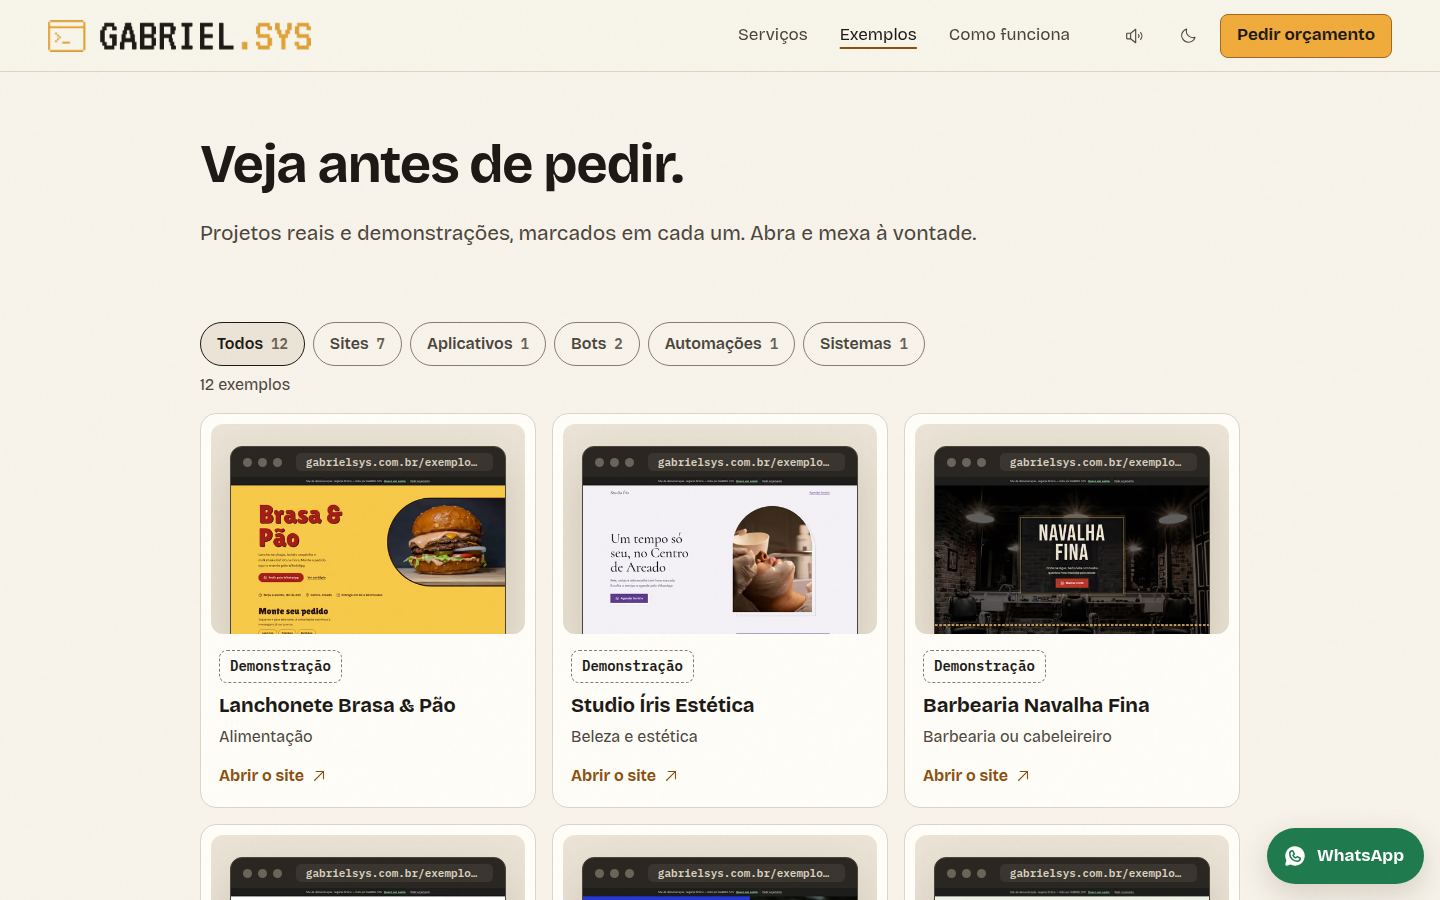 GABRIEL.SYS
Serviços
Exemplos
Como funciona
Pedir orçamento
Veja antes de pedir.
Projetos reais e demonstrações, marcados em cada um. Abra e mexa à vontade.
Todos 12
Sites 7
Aplicativos 1
Bots 2
Automações 1
Sistemas 1
12 exemplos
gabrielsys.com.br/exemplo…
Brasa &
Pão
Monte seu pedido
Demonstração
Lanchonete Brasa & Pão
Alimentação
Abrir o site
gabrielsys.com.br/exemplo…
Studio Íris
Um tempo só
seu, no Centro
de Arcado
Demonstração
Studio Íris Estética
Beleza e estética
Abrir o site
gabrielsys.com.br/exemplo…
NAVALHA
FINA
Demonstração
Barbearia Navalha Fina
Barbearia ou cabeleireiro
Abrir o site
gabrielsys.com.br/exemplo…
gabrielsys.com.br/exemplo…
gabrielsys.com.br/exemplo…
WhatsApp